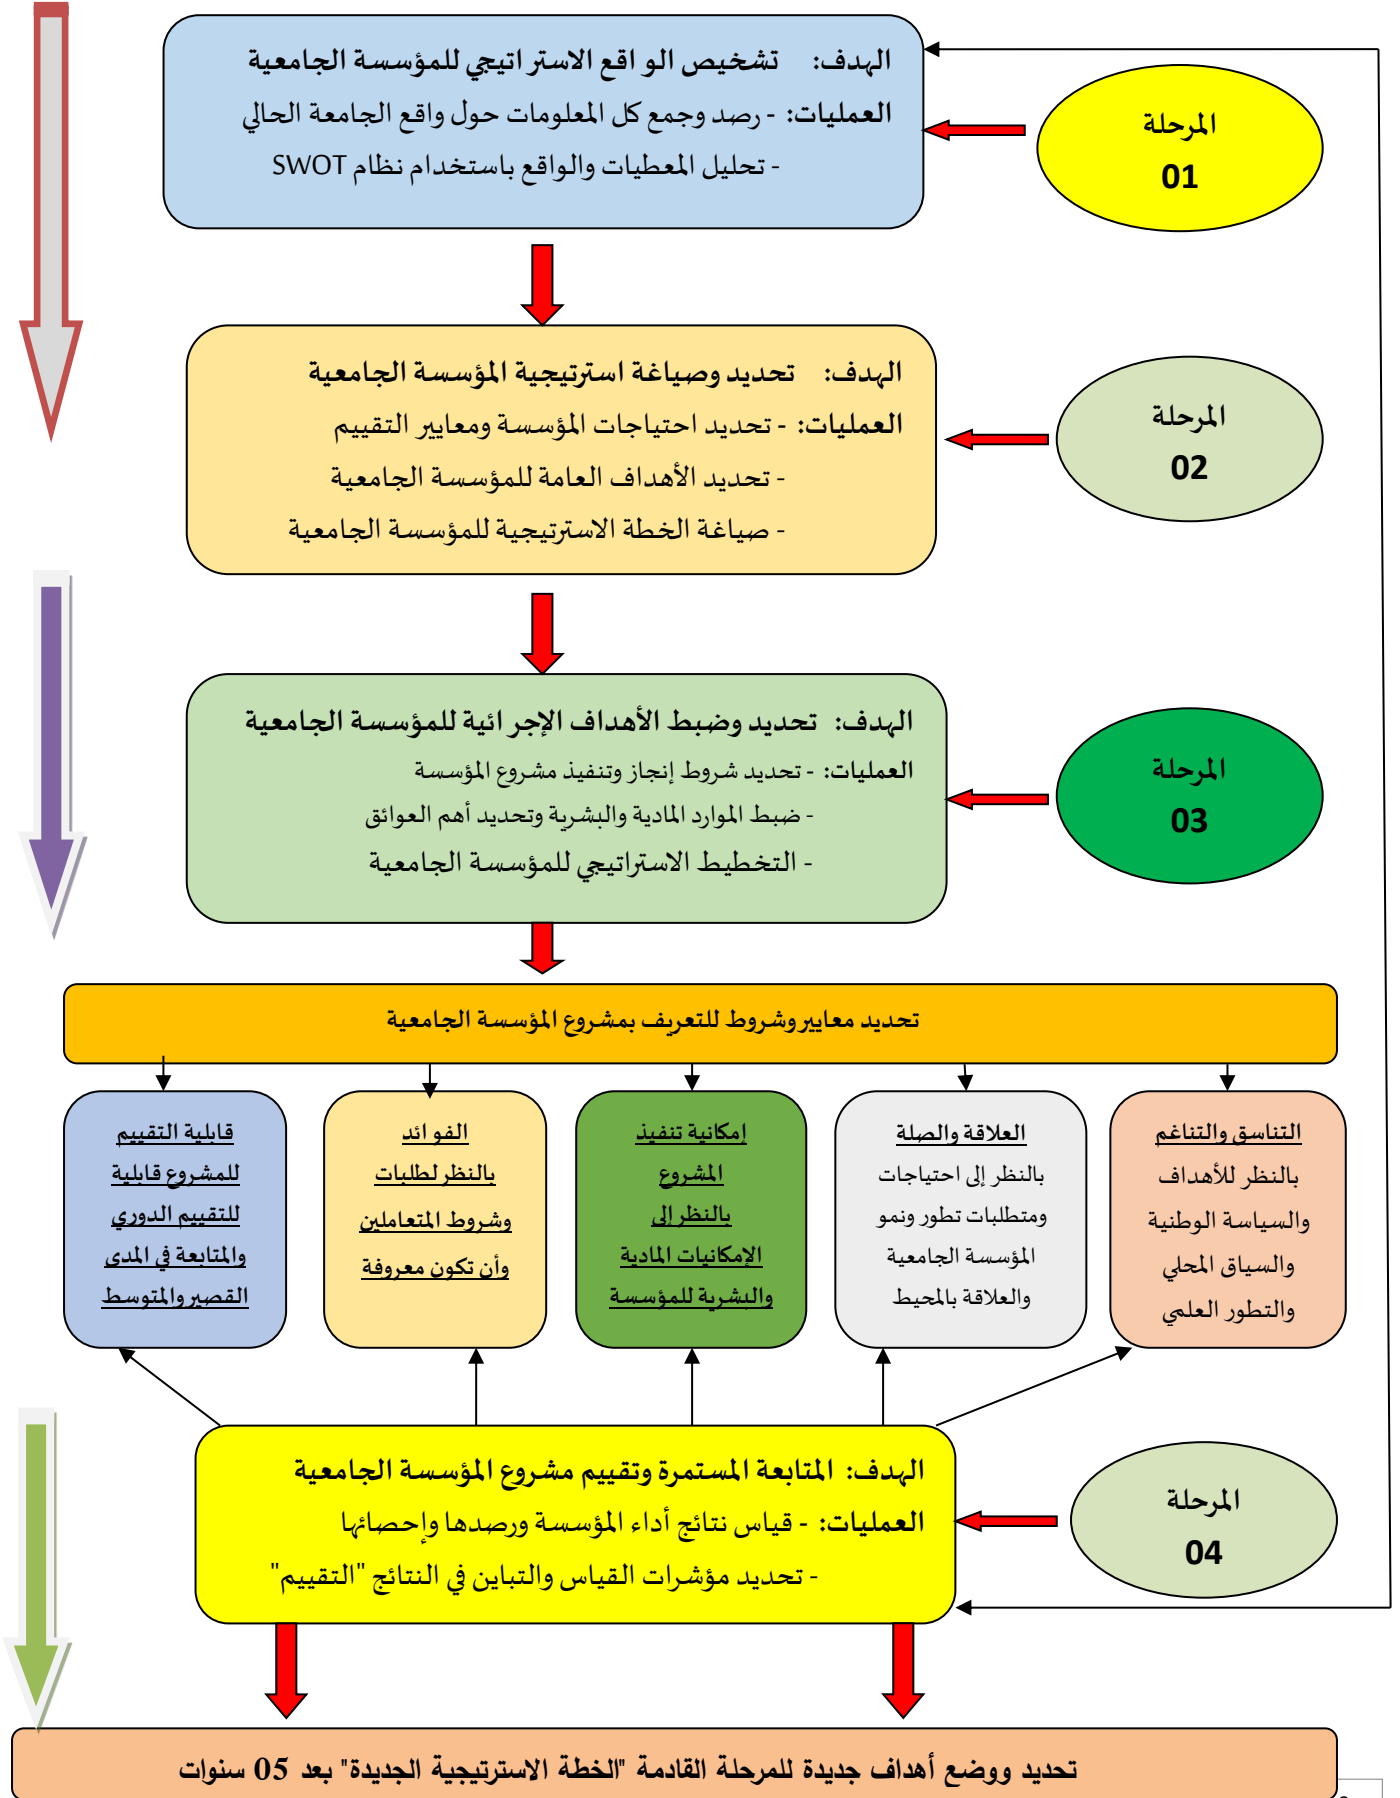 الهدف: تشخيص الواقع الاستراتيجي للمؤسسة الجامعية
العمليات: - رصد وجمع كل المعلومات حول واقع الجامعة الحالي
- تحليل المعطيات والواقع باستخدام نظام SWOT
المرحلة
01
الهدف: تحديد وصياغة استرتيجية المؤسسة الجامعية
العمليات: - تحديد احتياجات المؤسسة ومعايير التقييم
- تحديد الأهداف العامة للمؤسسة الجامعية
- صياغة الخطة الاسترتيجية للمؤسسة الجامعية
المرحلة
02
الهدف: تحديد وضبط الأهداف الإجرائية للمؤسسة الجامعية
العمليات: - تحديد شروط إنجاز وتنفيذ مشروع المؤسسة
- ضبط الموارد المادية والبشرية وتحديد أهم العوائق
- التخطيط الاستراتيجي للمؤسسة الجامعية
المرحلة
03
تحديد معايير وشروط للتعريف بمشروع المؤسسة الجامعية
التناسق والتناغم
بالنظر للأهداف
والسياسة الوطنية
والسياق المحلي
والتطور العلمي
العلاقة والصلة
بالنظر إلى احتياجات
ومتطلبات تطور ونمو
المؤسسة الجامعية
والعلاقة بالمحيط
إمكانية تنفيذ
المشروع
بالنظر إلى
الإمكانيات المادية
والبشرية للمؤسسة
الفوائد
بالنظر لطلبات
وشروط المتعاملين
وأن تكون معروفة
قابلية التقييم
للمشروع قابلية
للتقييم الدوري
والمتابعة في المدى
القصير والمتوسط
الهدف: المتابعة المستمرة وتقييم مشروع المؤسسة الجامعية
العمليات: - قياس نتائج أداء المؤسسة ورصدها وإحصائها
- تحديد مؤشرات القياس والتباين في النتائج "التقييم"
المرحلة
04
تحديد ووضع أهداف جديدة للمرحلة القادمة "الخطة الاسترتيجية الجديدة" بعد 05 سنوات